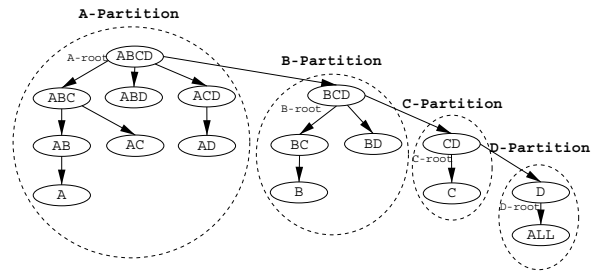 A-Partition
A-root ABCD
B-Partition
ABC ABD ACD
B-root BCD
C-Partition
AB AC AD
BC BD
C-root CD
D-Partition
A
B
C
D-root D
ALL